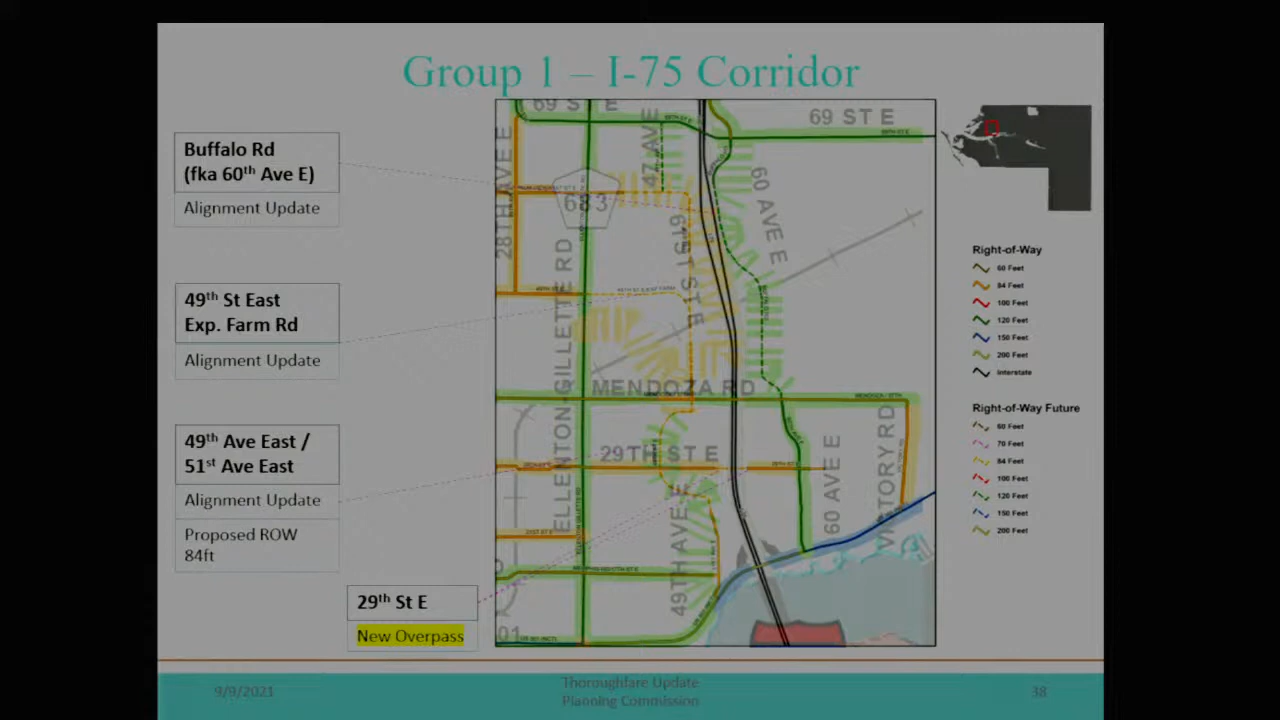 Group 1 – I-75 Corridor
Buffalo Rd
(fka 60th Ave E)
Alignment Update
49th St East
Exp. Farm Rd
Alignment Update
49th Ave East /
51st Ave East
Alignment Update
Proposed ROW
84ft
29th St E
New Overpass
69 ST E
47 AVE
69 ST E
28TH AVE E
683
60 AVE E
61ST ST E
ELLENTON-GILLETTE RD
MENDOZA RD
29TH ST E
49TH AVE E
60 AVE E
VICTORY RD
Right-of-Way
60 Feet
84 Feet
100 Feet
120 Feet
150 Feet
200 Feet
Interstate
Right-of-Way Future
60 Feet
70 Feet
84 Feet
100 Feet
120 Feet
150 Feet
200 Feet
9/9/2021
Thoroughfare Update
Planning Commission
38